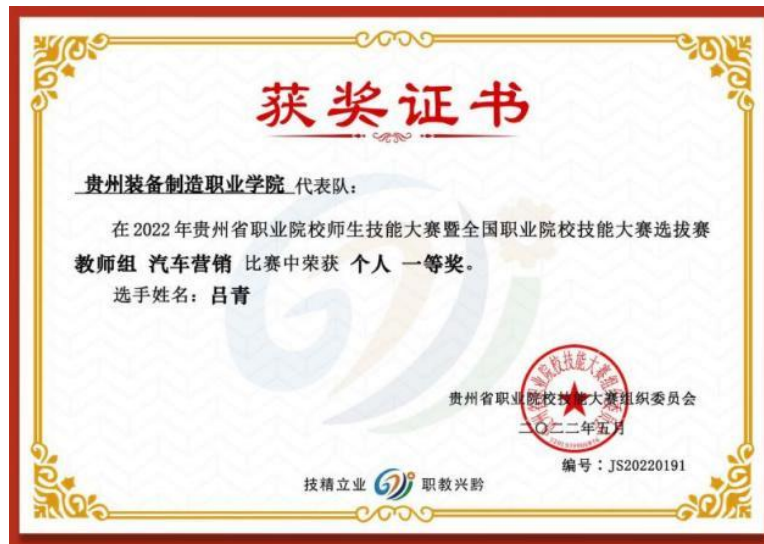 获奖证书
贵州装备制造职业学院 代表队：
在 2022 年贵州省职业院校师生技能大赛暨全国职业院校技能大赛选拔赛
教师组 汽车营销 比赛中荣获 个人 一等奖。
选手姓名：吕青
贵州省职业院校技能大赛组织委员会
二〇二二年五月
编号：JS20220191
技精立业 职教兴黔